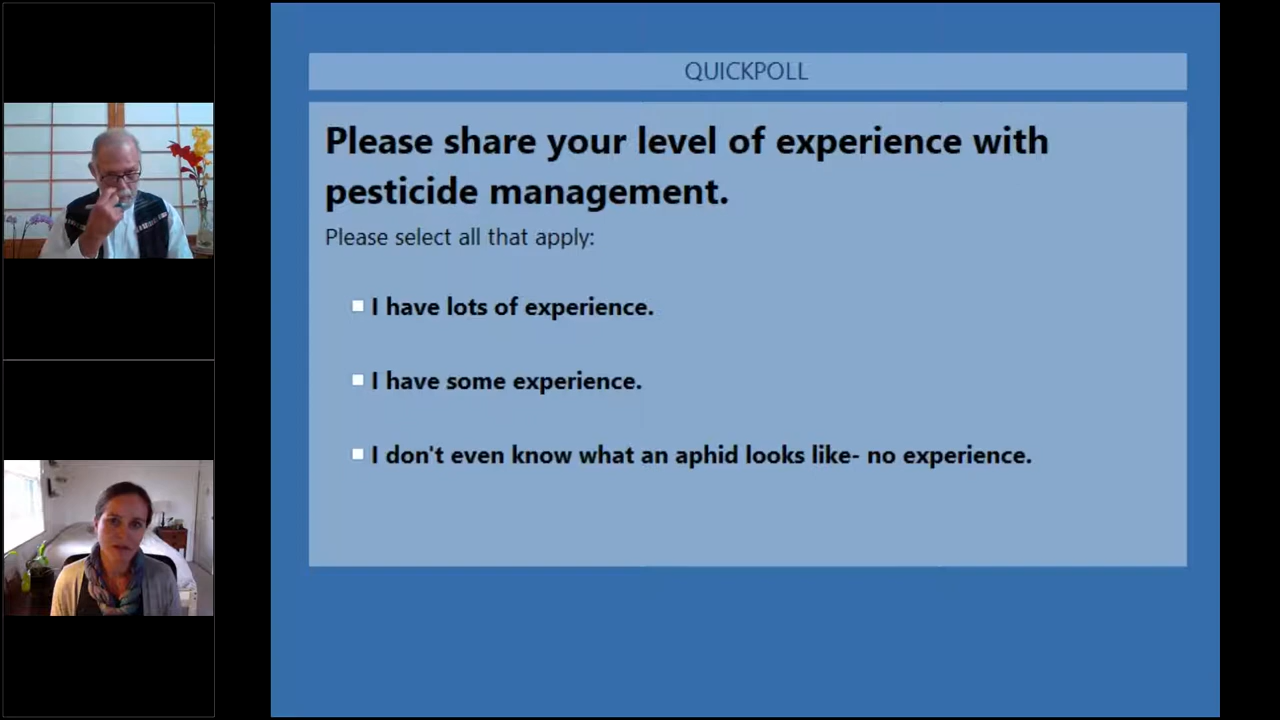 QUICKPOLL
Please share your level of experience with
pesticide management.
Please select all that apply:
I have lots of experience.
I have some experience.
I don't even know what an aphid looks like- no experience.